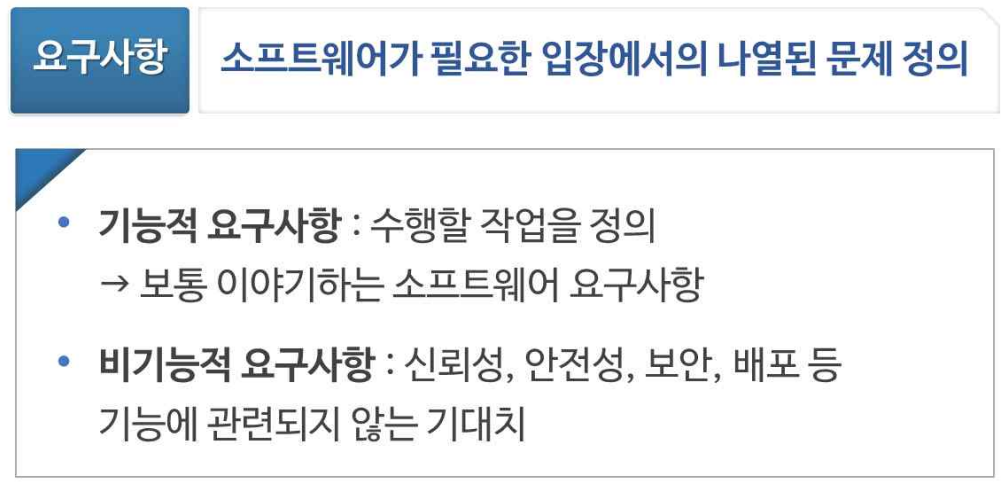 요구사항
소프트웨어가 필요한 입장에서의 나열된 문제 정의
• 기능적 요구사항 : 수행할 작업을 정의
→ 보통 이야기하는 소프트웨어 요구사항
• 비기능적 요구사항 : 신뢰성, 안전성, 보안, 배포 등
기능에 관련되지 않는 기대치